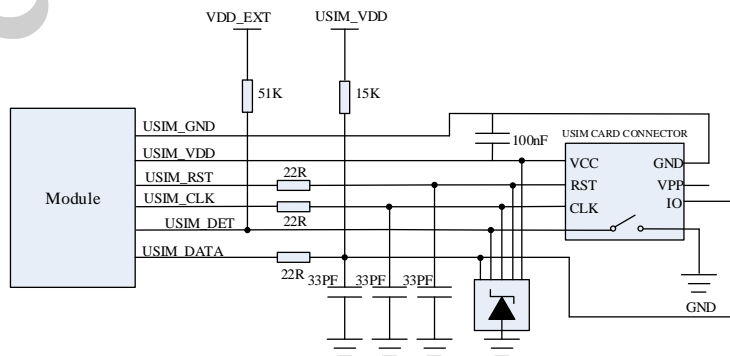 VDD_EXT USIM_VDD
51K 15K
USIM_GND
100nF
USIM CARD CONNECTOR
USIM_VDD
VCC GND
Module
USIM_RST 22R
RST VPP
USIM_CLK 22R
CLK IO
USIM_DET
USIM_DATA 22R
33PF 33PF 33PF
GND